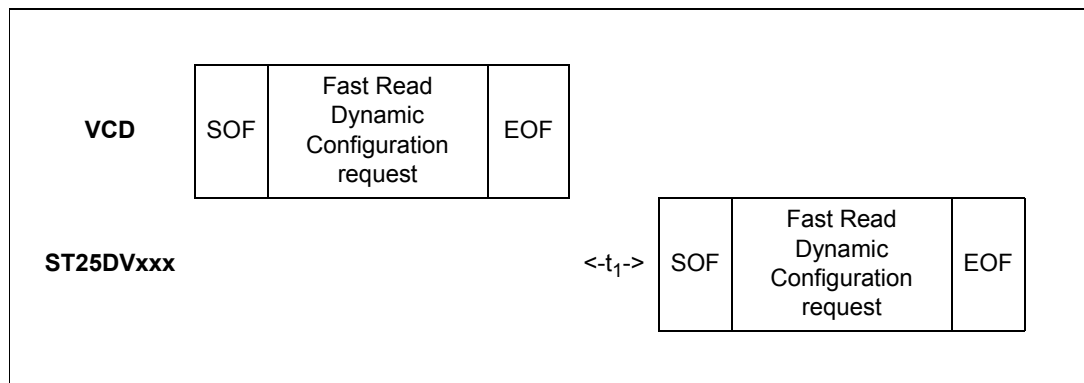 VCD
SOF
Fast Read
Dynamic
Configuration
request
EOF
ST25DVxxx
<-t1->
SOF
Fast Read
Dynamic
Configuration
request
EOF